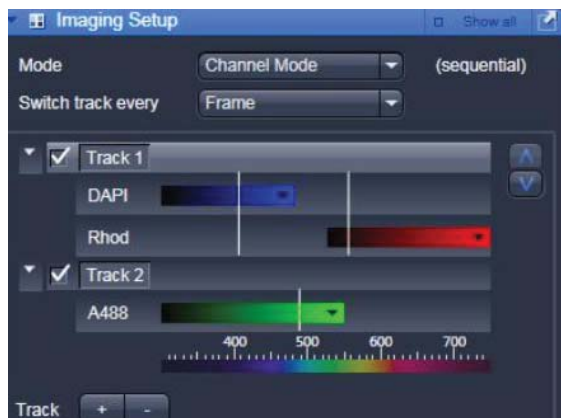 Imaging Setup Show all
Mode Channel Mode (sequential)
Switch track every Frame
Track 1
DAPI
Rhod
Track 2
A488
400 500 600 700
Track + -